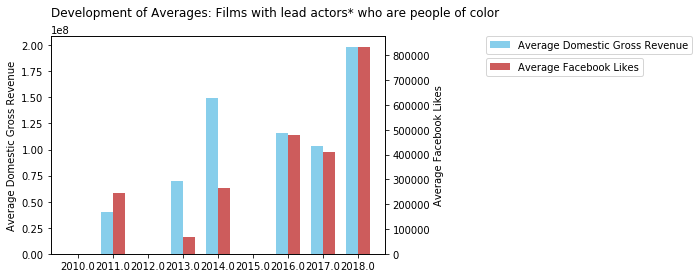 Development of Averages: Films with lead actors* who are people of color
1e8
2.00
1.75
1.50
1.25
1.00
0.75
0.50
0.25
0.00
Average Domestic Gross Revenue
2010.0 2011.0 2012.0 2013.0 2014.0 2015.0 2016.0 2017.0 2018.0
800000
700000
600000
500000
400000
300000
200000
100000
0
Average Facebook Likes
Average Domestic Gross Revenue
Average Facebook Likes